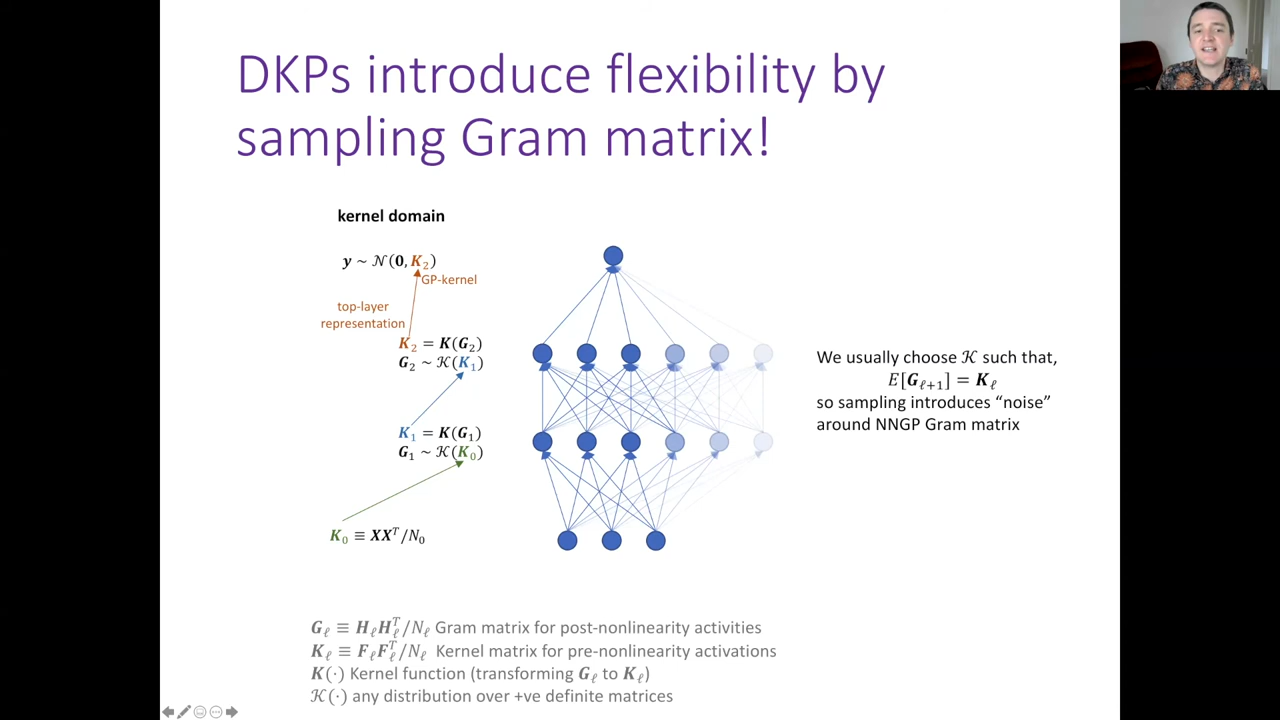 DKPs introduce flexibility by
sampling Gram matrix!
kernel domain
𝒚 ~ 𝒩(𝟎, 𝑲₂)
GP-kernel
top-layer
representation
𝑲₂ = 𝑲(𝑮₂)
𝑮₂ ~ 𝒦(𝑲₁)
𝑲₁ = 𝑲(𝑮₁)
𝑮₁ ~ 𝒦(𝑲₀)
𝑲₀ ≡ 𝑿𝑿ᵀ/𝑁₀
We usually choose 𝒦 such that,
𝐸[𝑮_{ℓ+1}] = 𝑲_ℓ
so sampling introduces “noise”
around NNGP Gram matrix
𝑮_ℓ ≡ 𝑯_ℓ𝑯_ℓ^𝑇/𝑁_ℓ Gram matrix for post-nonlinearity activities
𝑲_ℓ ≡ 𝑭_ℓ𝑭_ℓ^𝑇/𝑁_ℓ Kernel matrix for pre-nonlinearity activations
𝑲(·) Kernel function (transforming 𝑮_ℓ to 𝑲_ℓ)
𝒦(·) any distribution over +ve definite matrices